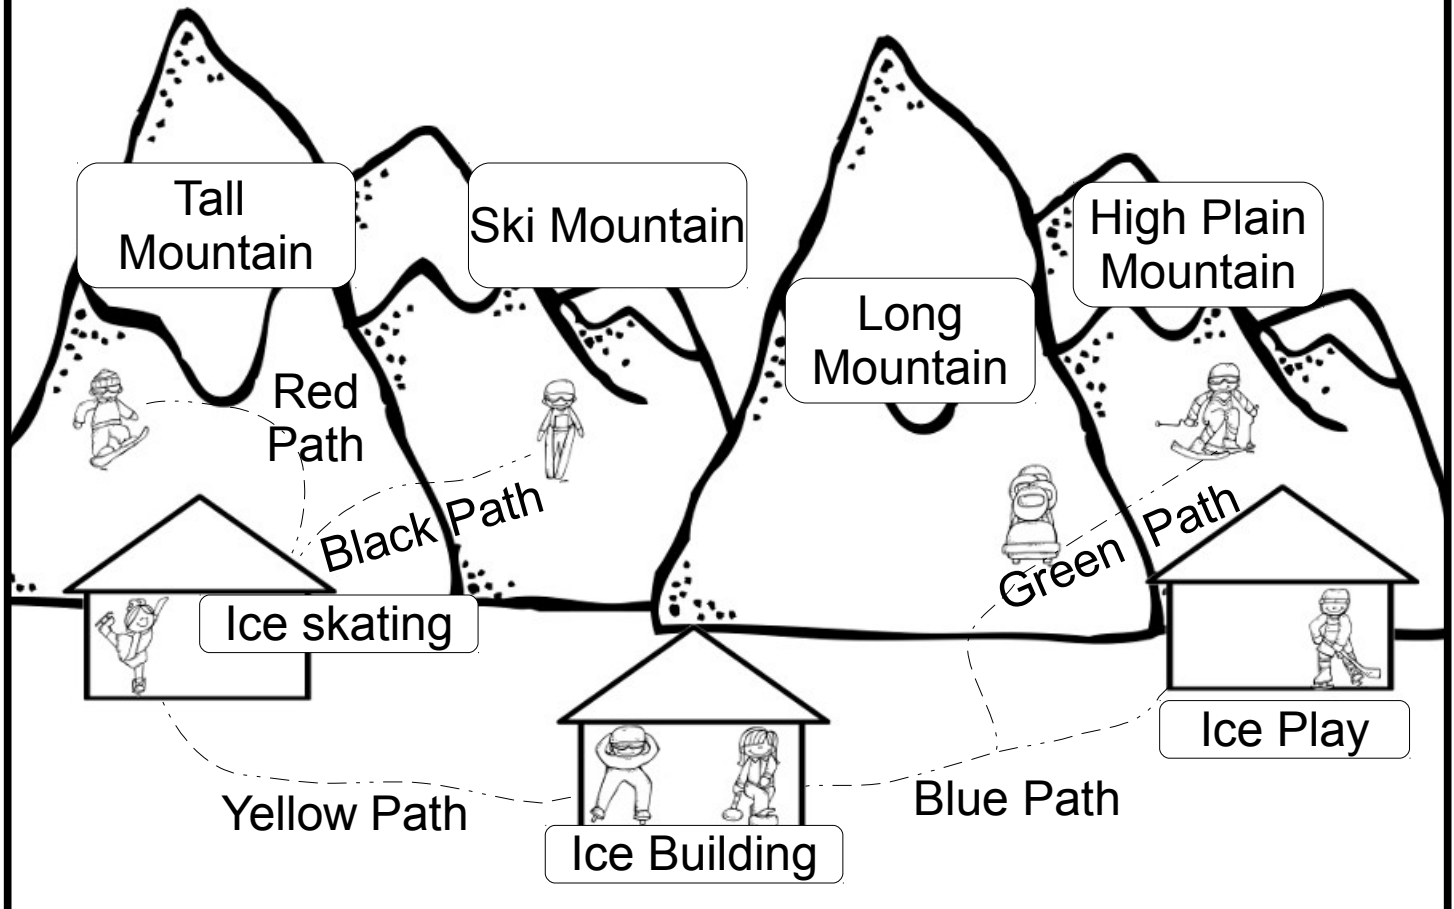 Tall
Mountain
Ski Mountain
High Plain
Mountain
Long
Mountain
Red
Path
Black Path
Green Path
Ice skating
Ice Play
Yellow Path
Blue Path
Ice Building